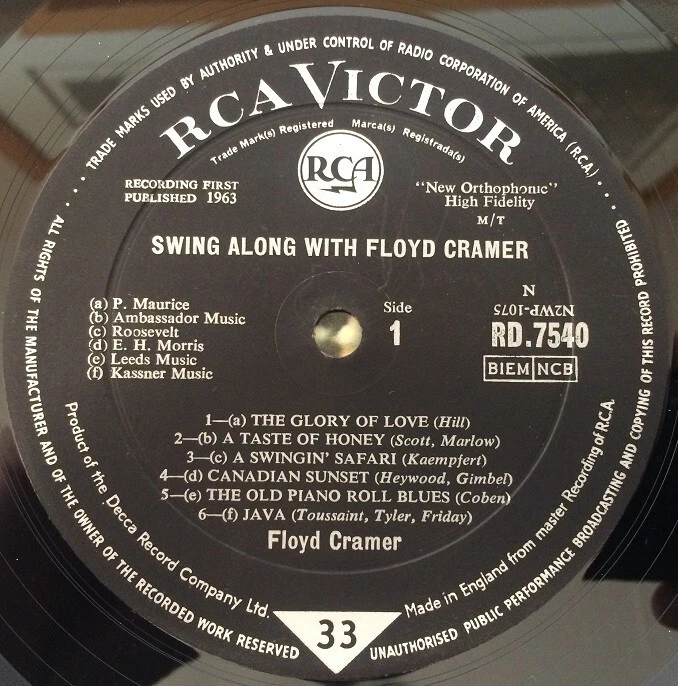 TRADE MARKS USED BY AUTHORITY & UNDER CONTROL OF RADIO CORPORATION OF AMERICA (R.C.A.)
RCA VICTOR
Trade Mark(s) Registered Marca(s) Registrada(s)
RCA
RECORDING FIRST
PUBLISHED 1963
"New Orthophonic"
High Fidelity
M/T
SWING ALONG WITH FLOYD CRAMER
(a) P. Maurice
(b) Ambassador Music
(c) Roosevelt
(d) E. H. Morris
(e) Leeds Music
(f) Kassner Music
Side
1
N
N2WP-1075
RD.7540
BIEM NCB
1—(a) THE GLORY OF LOVE (Hill)
2—(b) A TASTE OF HONEY (Scott, Marlow)
3—(c) A SWINGIN' SAFARI (Kaempfert)
4—(d) CANADIAN SUNSET (Heywood, Gimbel)
5—(e) THE OLD PIANO ROLL BLUES (Coben)
6—(f) JAVA (Toussaint, Tyler, Friday)
Floyd Cramer
Product of the Decca Record Company Ltd.
Made in England from master Recording of R.C.A.
33
ALL RIGHTS OF THE MANUFACTURER AND OF THE OWNER OF THE RECORDED WORK RESERVED
UNAUTHORISED PUBLIC PERFORMANCE BROADCASTING AND COPYING OF THIS RECORD PROHIBITED